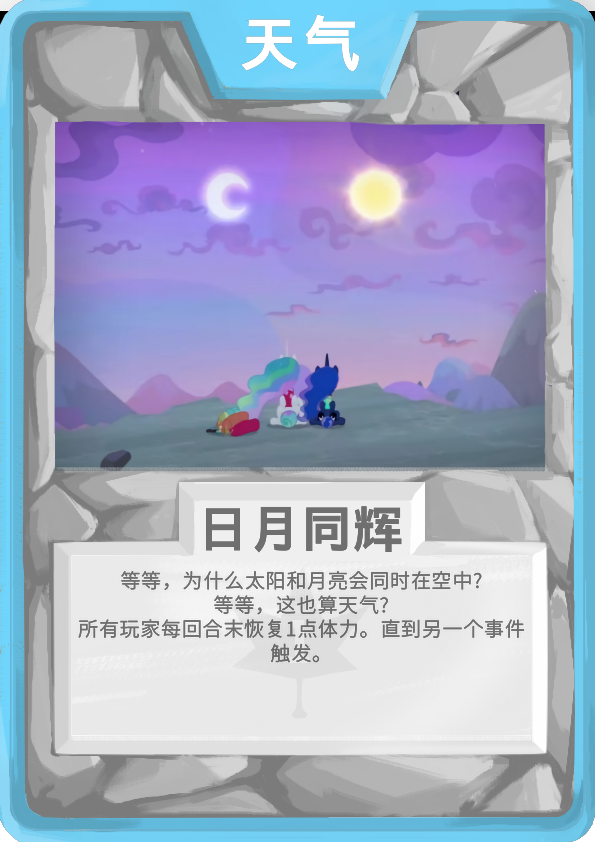 天气
日月同辉
等等，为什么太阳和月亮会同时在空中？
等等，这也算天气？
所有玩家每回合末恢复1点体力。直到另一个事件
触发。